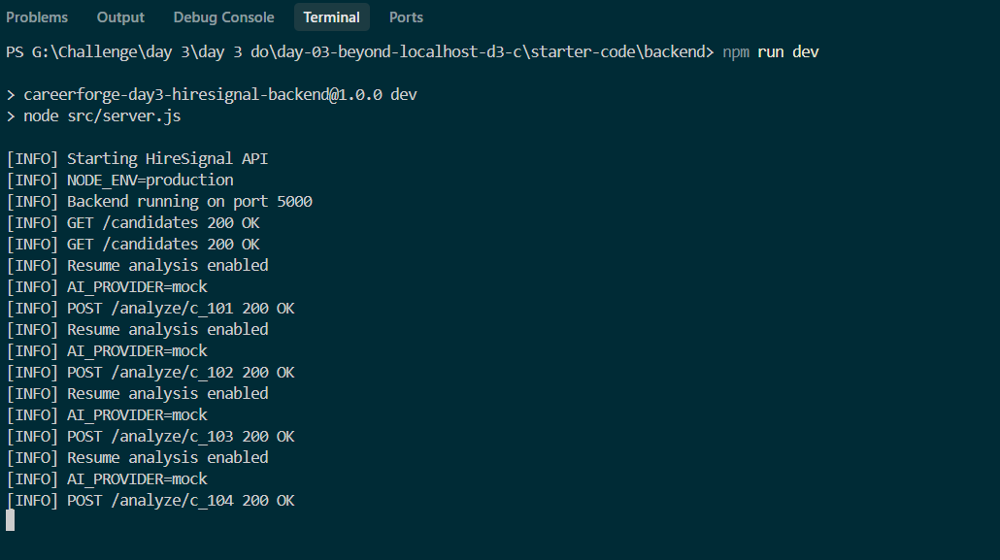 Problems Output Debug Console Terminal Ports
PS G:\Challenge\day 3\day 3 do\day-03-beyond-localhost-d3-c\starter-code\backend> npm run dev
> careerforge-day3-hiresignal-backend@1.0.0 dev
> node src/server.js
[INFO] Starting HireSignal API
[INFO] NODE_ENV=production
[INFO] Backend running on port 5000
[INFO] GET /candidates 200 OK
[INFO] GET /candidates 200 OK
[INFO] Resume analysis enabled
[INFO] AI_PROVIDER=mock
[INFO] POST /analyze/c_101 200 OK
[INFO] Resume analysis enabled
[INFO] AI_PROVIDER=mock
[INFO] POST /analyze/c_102 200 OK
[INFO] Resume analysis enabled
[INFO] AI_PROVIDER=mock
[INFO] POST /analyze/c_103 200 OK
[INFO] Resume analysis enabled
[INFO] AI_PROVIDER=mock
[INFO] POST /analyze/c_104 200 OK